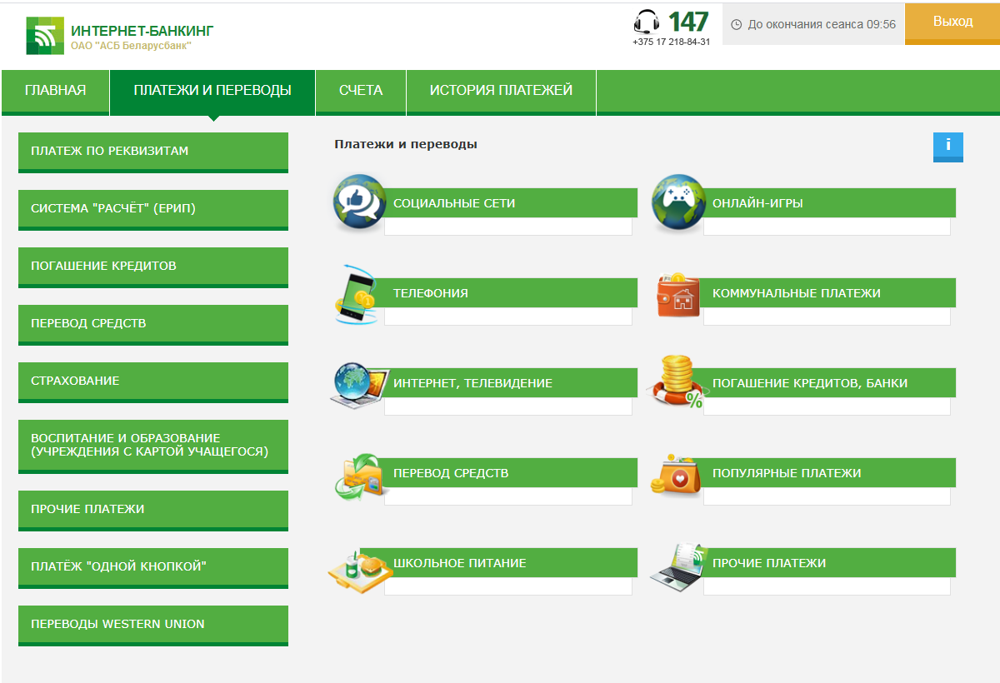 ИНТЕРНЕТ-БАНКИНГ
ОАО "АСБ Беларусбанк"
147
+375 17 218-84-31
До окончания сеанса 09:56
Выход
ГЛАВНАЯ
ПЛАТЕЖИ И ПЕРЕВОДЫ
СЧЕТА
ИСТОРИЯ ПЛАТЕЖЕЙ
ПЛАТЕЖ ПО РЕКВИЗИТАМ
СИСТЕМА "РАСЧЁТ" (ЕРИП)
ПОГАШЕНИЕ КРЕДИТОВ
ПЕРЕВОД СРЕДСТВ
СТРАХОВАНИЕ
ВОСПИТАНИЕ И ОБРАЗОВАНИЕ
(УЧРЕЖДЕНИЯ С КАРТОЙ УЧАЩЕГОСЯ)
ПРОЧИЕ ПЛАТЕЖИ
ПЛАТЁЖ "ОДНОЙ КНОПКОЙ"
ПЕРЕВОДЫ WESTERN UNION
Платежи и переводы
i
СОЦИАЛЬНЫЕ СЕТИ
ОНЛАЙН-ИГРЫ
ТЕЛЕФОНИЯ
КОММУНАЛЬНЫЕ ПЛАТЕЖИ
ИНТЕРНЕТ, ТЕЛЕВИДЕНИЕ
ПОГАШЕНИЕ КРЕДИТОВ, БАНКИ
%
ПЕРЕВОД СРЕДСТВ
ПОПУЛЯРНЫЕ ПЛАТЕЖИ
ШКОЛЬНОЕ ПИТАНИЕ
ПРОЧИЕ ПЛАТЕЖИ